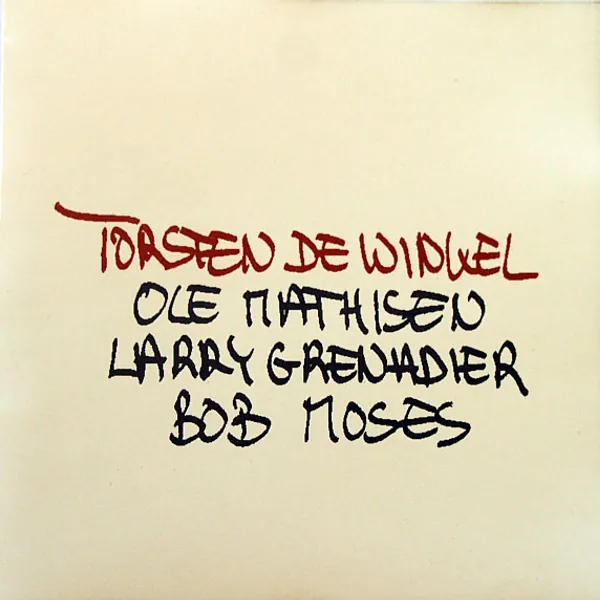 TORSTEN DE WINKEL
OLE MATHISEN
LARRY GRENADIER
BOB MOSES